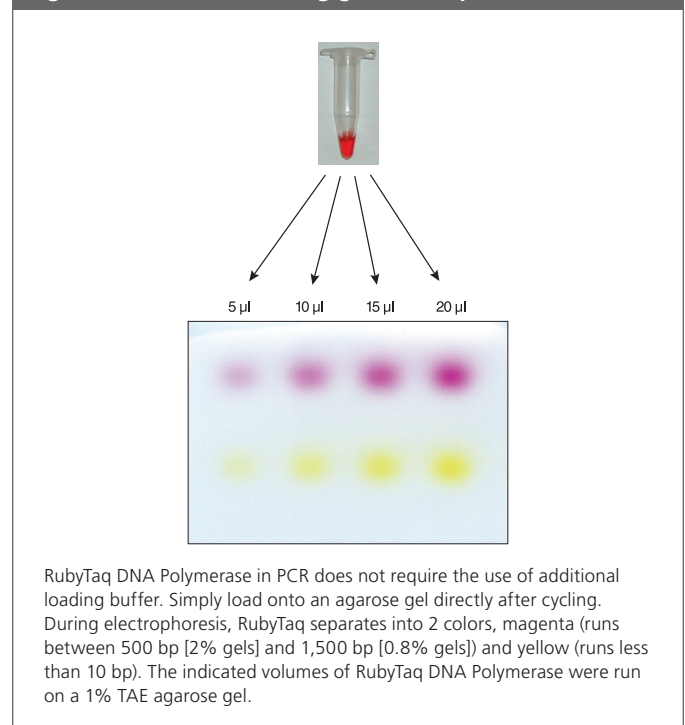 5 µl 10 µl 15 µl 20 µl
RubyTaq DNA Polymerase in PCR does not require the use of additional
loading buffer. Simply load onto an agarose gel directly after cycling.
During electrophoresis, RubyTaq separates into 2 colors, magenta (runs
between 500 bp [2% gels] and 1,500 bp [0.8% gels]) and yellow (runs less
than 10 bp). The indicated volumes of RubyTaq DNA Polymerase were run
on a 1% TAE agarose gel.